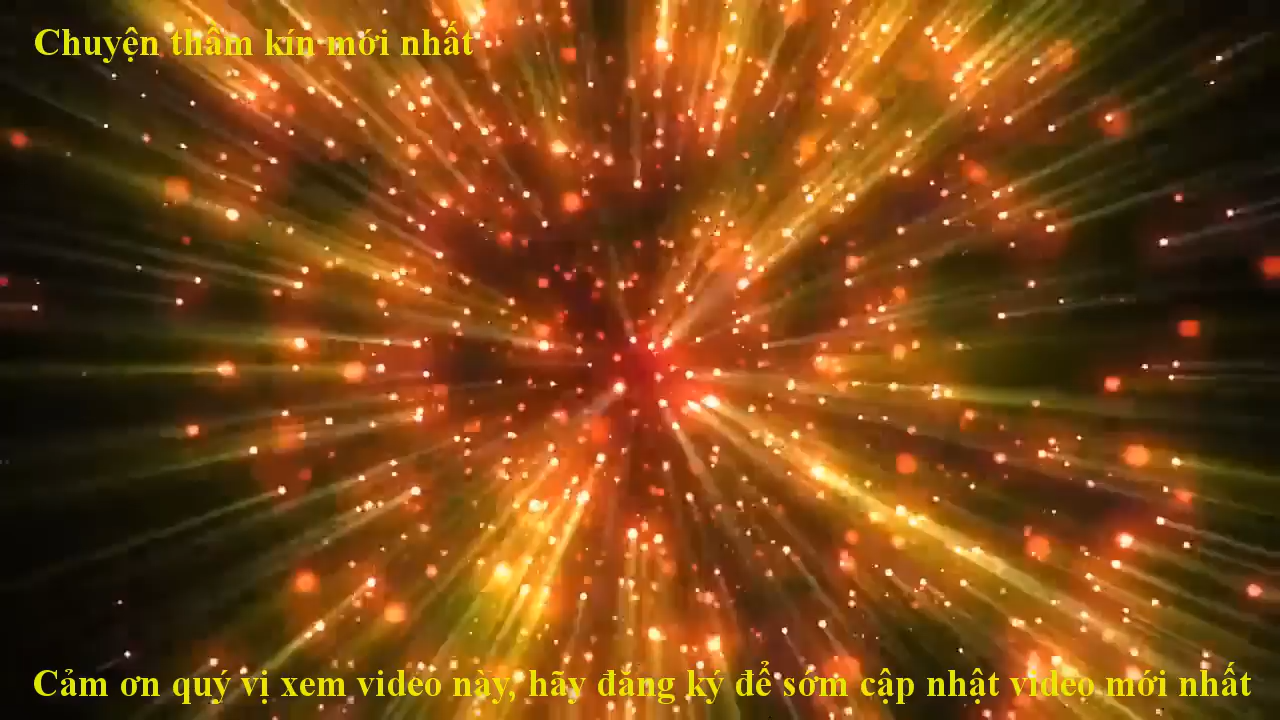 Chuyện thầm kín mới nhất
Cảm ơn quý vị xem video này, hãy đăng ký để sớm cập nhật video mới nhất